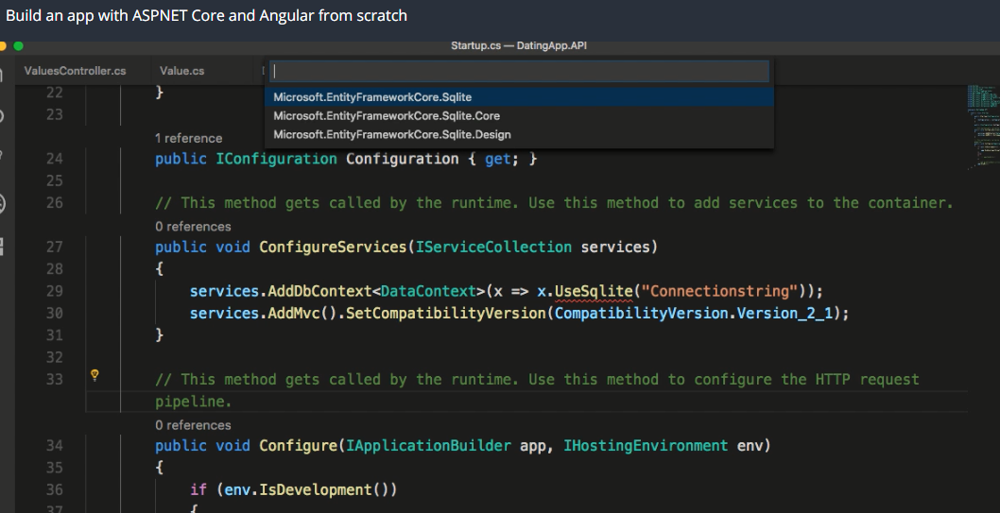 Build an app with ASPNET Core and Angular from scratch
Startup.cs — DatingApp.API
ValuesController.cs Value.cs
Microsoft.EntityFrameworkCore.Sqlite
Microsoft.EntityFrameworkCore.Sqlite.Core
Microsoft.EntityFrameworkCore.Sqlite.Design
22 }
23
1 reference
24 public IConfiguration Configuration { get; }
25
26 // This method gets called by the runtime. Use this method to add services to the container.
0 references
27 public void ConfigureServices(IServiceCollection services)
28 {
29 services.AddDbContext<DataContext>(x => x.UseSqlite("Connectionstring"));
30 services.AddMvc().SetCompatibilityVersion(CompatibilityVersion.Version_2_1);
31 }
32
33 // This method gets called by the runtime. Use this method to configure the HTTP request
pipeline.
0 references
34 public void Configure(IApplicationBuilder app, IHostingEnvironment env)
35 {
36 if (env.IsDevelopment())
37 {